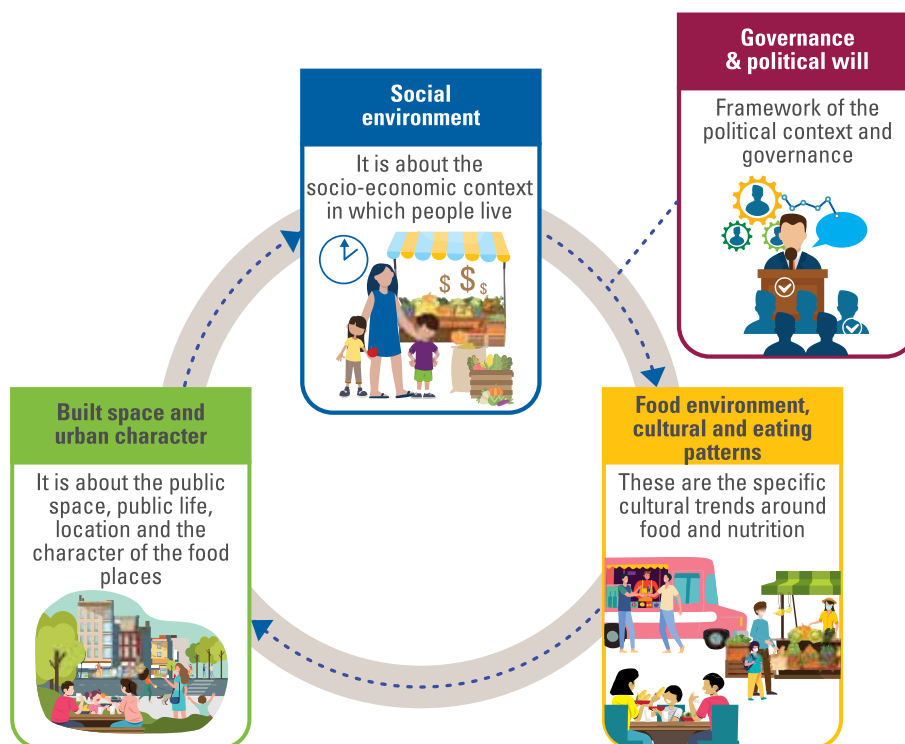 Governance
& political will
Framework of the
political context and
governance
Social
environment
It is about the
socio-economic context
in which people live
$ $ $
Built space and
urban character
It is about the public
space, public life,
location and the
character of the food
places
Food environment,
cultural and eating
patterns
These are the specific
cultural trends around
food and nutrition